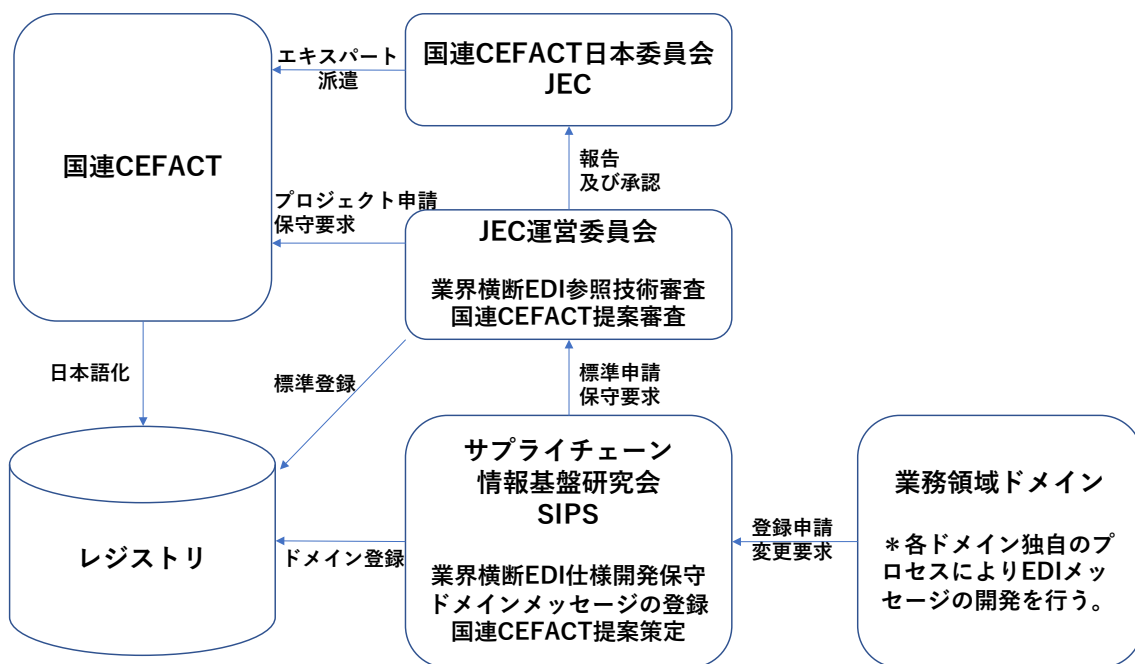 エキスパート
派遣
国連CEFACT日本委員会
JEC
国連CEFACT
報告
及び承認
プロジェクト申請
保守要求
JEC運営委員会
業界横断EDI参照技術審査
国連CEFACT提案審査
日本語化
標準登録
標準申請
保守要求
サプライチェーン
情報基盤研究会
SIPS
業界横断EDI仕様開発保守
ドメインメッセージの登録
国連CEFACT提案策定
レジストリ
ドメイン登録
登録申請
変更要求
業務領域ドメイン
＊各ドメイン独自のプ
ロセスによりEDIメッ
セージの開発を行う。